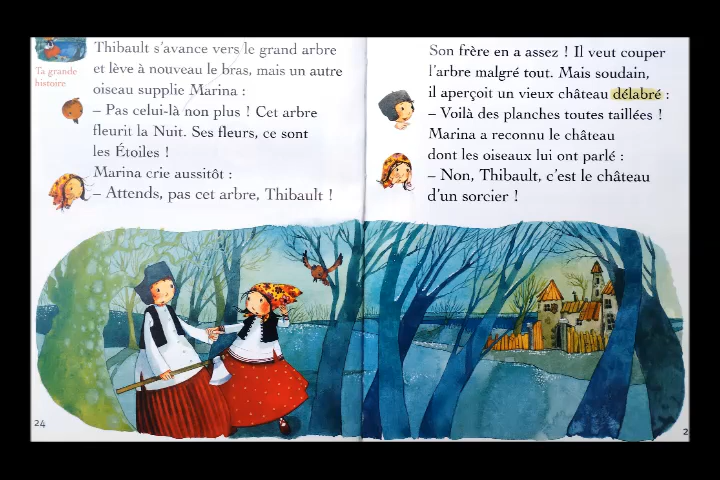 Thibault s'avance vers le grand arbre
et lève à nouveau le bras, mais un autre
oiseau supplie Marina :
Ta grande
histoire
– Pas celui-là non plus ! Cet arbre
fleurit la Nuit. Ses fleurs, ce sont
les Étoiles !
Marina crie aussitôt :
– Attends, pas cet arbre, Thibault !
24
Son frère en a assez ! Il veut couper
l'arbre malgré tout. Mais soudain,
il aperçoit un vieux château délabré :
– Voilà des planches toutes taillées !
Marina a reconnu le château
dont les oiseaux lui ont parlé :
– Non, Thibault, c'est le château
d'un sorcier !